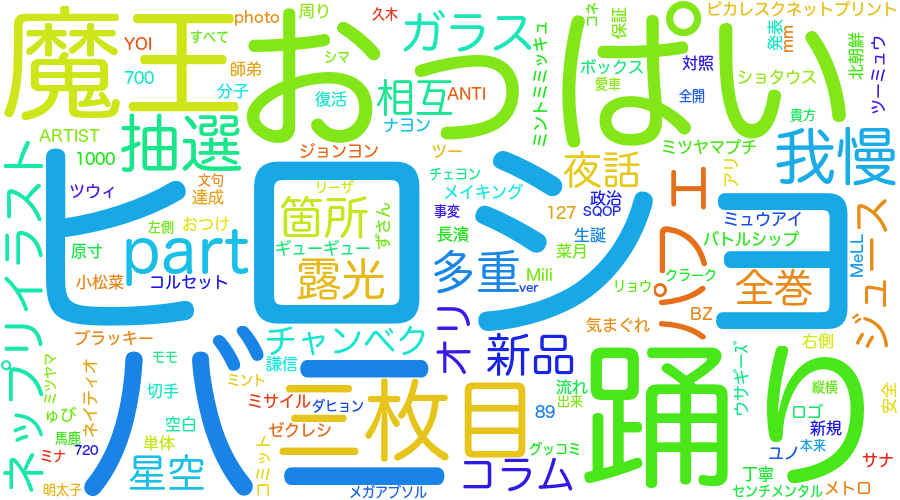 魔王
おっぱい
ヒロシヨ
バ
踊り
三枚目
part
抽選
ガラス
相互
我慢
夜話
箇所
露光
多重
全巻
パフェ
ジュース
新品
コラム
オリ
チャンベク
星空
ネップリイラスト
photo
周り
久木
YOI
すべて
700
師弟
シマ
分子
復活
ANTI
ナヨン
ARTIST
1000
ジョンヨン
ツー
ミントミミッキュ
コネ
保証
ボックス
愛車
対照
全開
ピカレスクネットプリント
発表
mm
北朝鮮
ショタウス
ツーミュウ
貴方
ミツヤマプチ
アリ
文句
達成
リーザ
チェヨン
メイキング
ツウィ
左側
おつけ
ずさん
事変
政治
SQOP
127
ミュウアイ
原寸
ギューギュー
長濱
生誕
菜月
バトルシップ
MeLL
小松菜
コルセット
Mili
ver
リョウ
クラーク
BZ
気まぐれ
ブラッキー
謙信
右側
モモ
ミント
ミツヤマ
ネイティオ
切手
ミサイル
ダヒョン
89
流れ
出来
ウサギーズ
縦横
安全
ゅび
空白
ゼクレシ
ロゴ
新規
馬鹿
720
単体
コミット
グッコミ
ユノ
本来
ミナ
サナ
明太子
メガアブソル
丁寧
センチメンタル
メトロ